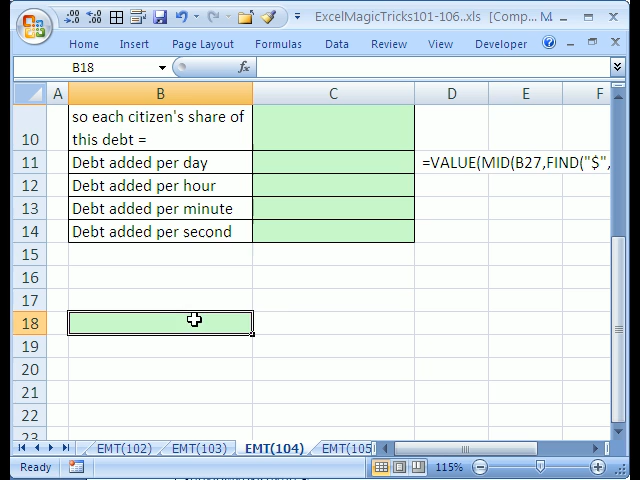 ExcelMagicTricks101-106..xls [Comp... M
Home Insert Page Layout Formulas Data Review View Developer
B18 fx
A B C D E F
so each citizen's share of
10 this debt =
11 Debt added per day =VALUE(MID(B27,FIND("$",
12 Debt added per hour
13 Debt added per minute
14 Debt added per second
15
16
17
18
19
20
21
22
23
EMT(102) EMT(103) EMT(104) EMT(105
Ready 115%